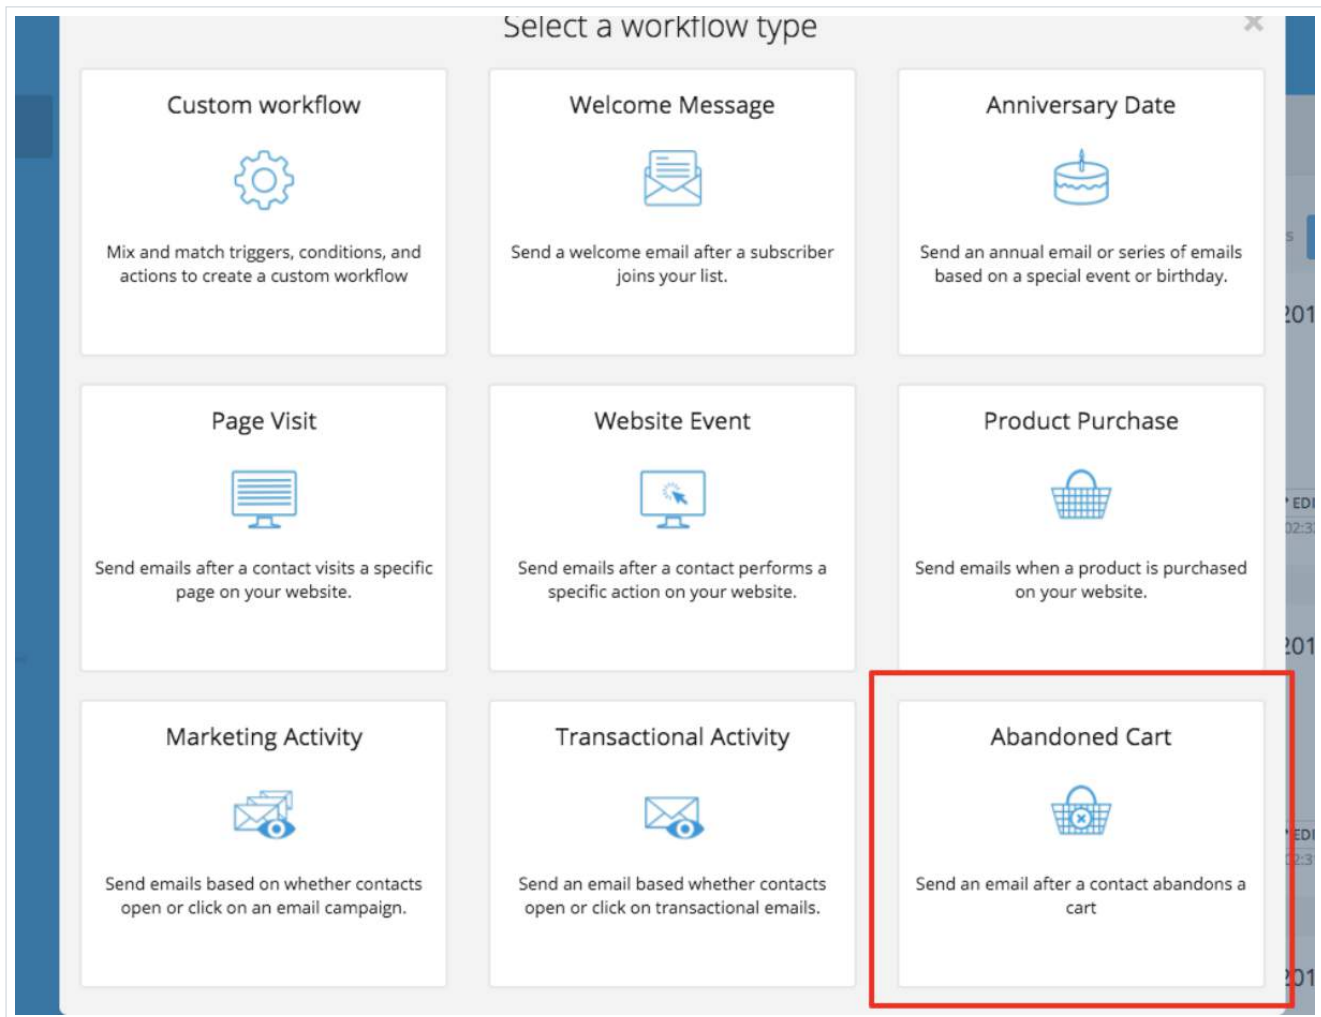 Select a workflow type
Custom workflow
Mix and match triggers, conditions, and
actions to create a custom workflow
Welcome Message
Send a welcome email after a subscriber
joins your list.
Anniversary Date
Send an annual email or series of emails
based on a special event or birthday.
Page Visit
Send emails after a contact visits a specific
page on your website.
Website Event
Send emails after a contact performs a
specific action on your website.
Product Purchase
Send emails when a product is purchased
on your website.
Marketing Activity
Send emails based on whether contacts
open or click on an email campaign.
Transactional Activity
Send an email based whether contacts
open or click on transactional emails.
Abandoned Cart
Send an email after a contact abandons a
cart